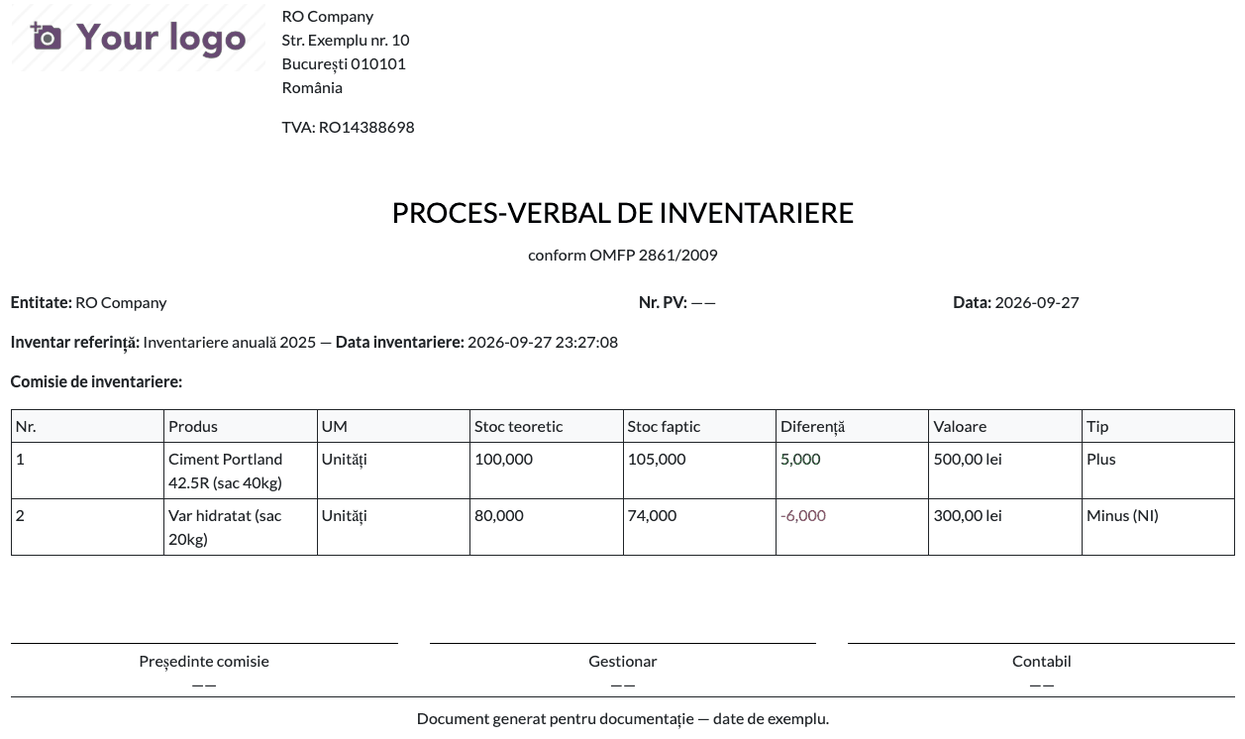 Your logo
RO Company
Str. Exemplu nr. 10
București 010101
România
TVA: RO14388698
PROCES-VERBAL DE INVENTARIERE
conform OMFP 2861/2009
Entitate: RO Company Nr. PV: —— Data: 2026-09-27
Inventar referință: Inventariere anuală 2025 — Data inventariere: 2026-09-27 23:27:08
Comisie de inventariere:
Nr. Produs UM Stoc teoretic Stoc faptic Diferență Valoare Tip
1 Ciment Portland Unități 100,000 105,000 5,000 500,00 lei Plus
42.5R (sac 40kg)
2 Var hidratat (sac Unități 80,000 74,000 -6,000 300,00 lei Minus (NI)
20kg)
Președinte comisie Gestionar Contabil
—— —— ——
Document generat pentru documentație — date de exemplu.